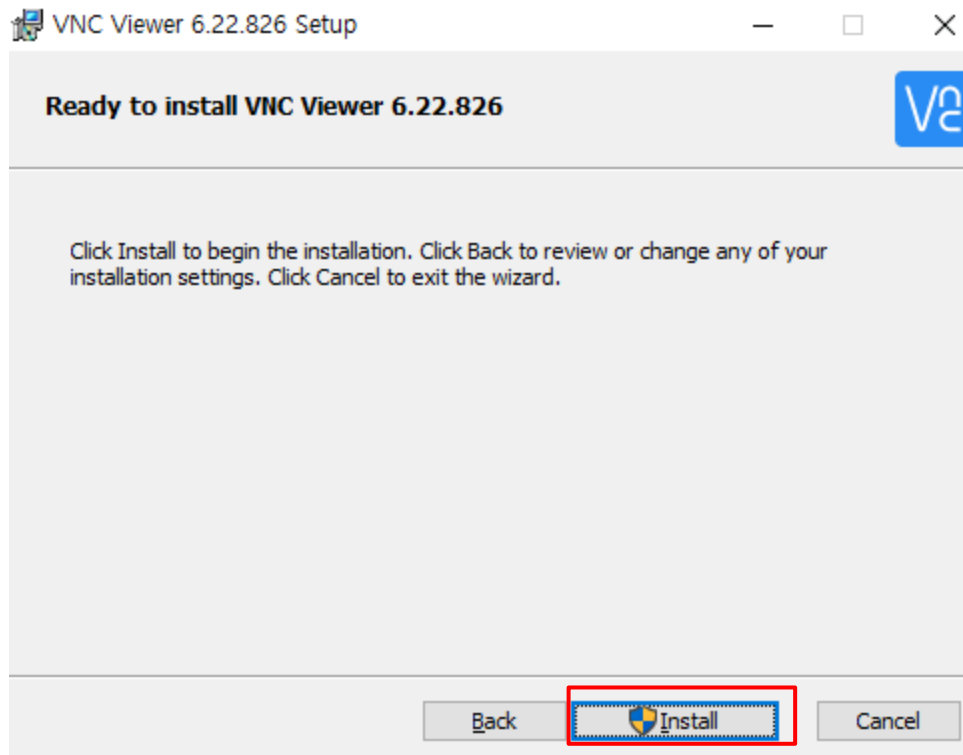 VNC Viewer 6.22.826 Setup
Ready to install VNC Viewer 6.22.826
VNC
Click Install to begin the installation. Click Back to review or change any of your
installation settings. Click Cancel to exit the wizard.
Back
Install
Cancel